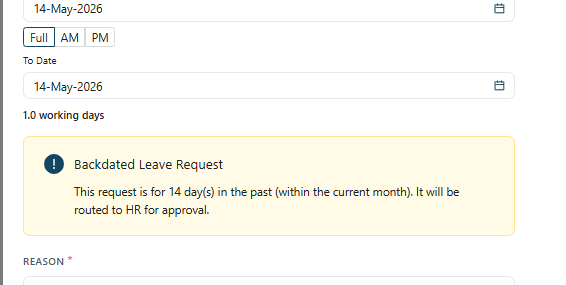 14-May-2026
Full AM PM
To Date
14-May-2026
1.0 working days
! Backdated Leave Request
This request is for 14 day(s) in the past (within the current month). It will be
routed to HR for approval.
REASON *